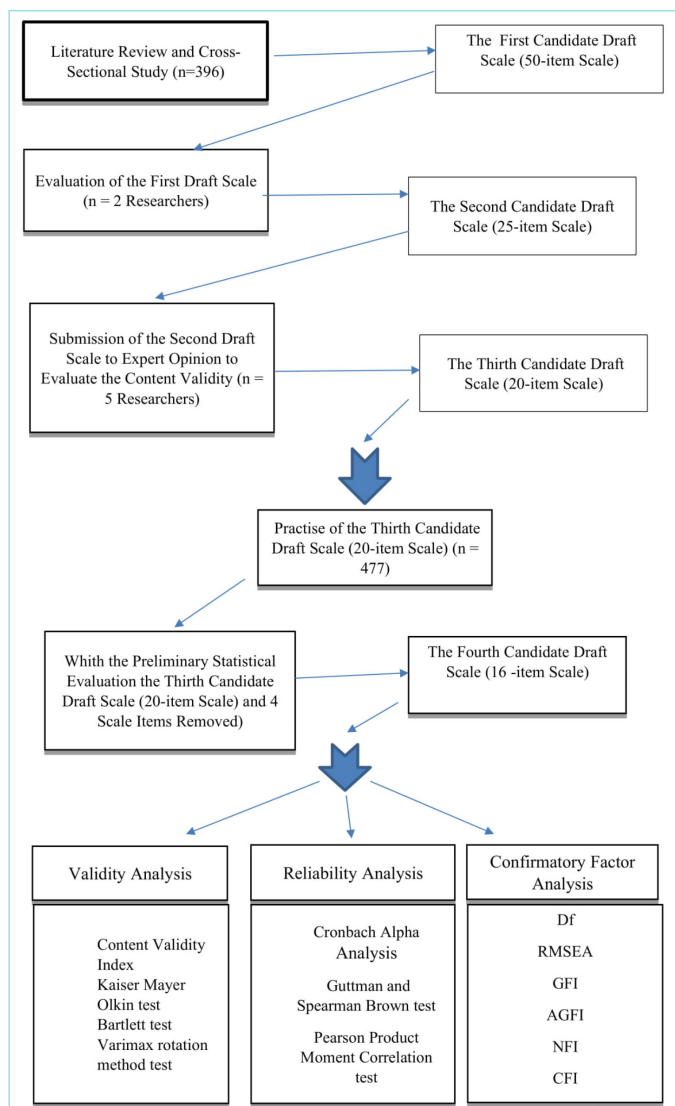 Literature Review and Cross-
Sectional Study (n=396)
The First Candidate Draft
Scale (50-item Scale)
Evaluation of the First Draft Scale
(n = 2 Researchers)
The Second Candidate Draft
Scale (25-item Scale)
Submission of the Second Draft
Scale to Expert Opinion to
Evaluate the Content Validity (n =
5 Researchers)
The Thirth Candidate Draft
Scale (20-item Scale)
Practise of the Thirth Candidate
Draft Scale (20-item Scale) (n =
477)
Whith the Preliminary Statistical
Evaluation the Thirth Candidate
Draft Scale (20-item Scale) and 4
Scale Items Removed)
The Fourth Candidate Draft
Scale (16 -item Scale)
Validity Analysis
Content Validity
Index
Kaiser Mayer
Olkin test
Bartlett test
Varimax rotation
method test
Reliability Analysis
Cronbach Alpha
Analysis
Guttman and
Spearman Brown test
Pearson Product
Moment Correlation
test
Confirmatory Factor
Analysis
Df
RMSEA
GFI
AGFI
NFI
CFI